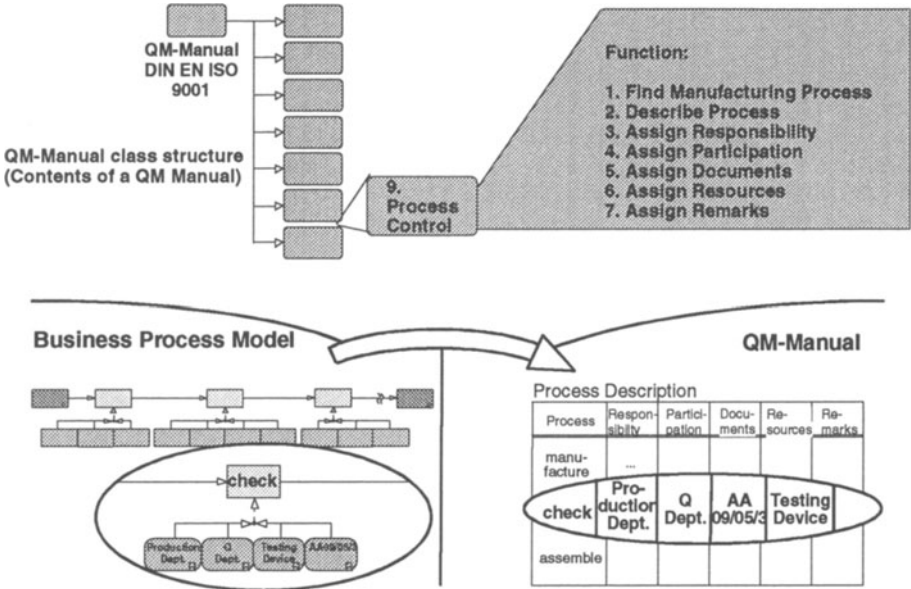 QM-Manual
DIN EN ISO
9001
QM-Manual class structure
(Contents of a QM Manual)
9.
Process
Control
Function:
1. Find Manufacturing Process
2. Describe Process
3. Assign Responsibility
4. Assign Participation
5. Assign Documents
6. Assign Resources
7. Assign Remarks
Business Process Model
QM-Manual
check
Production
Dept.
Q
Dept.
Testing
Device
AA09/05/3
Process Description
Process
Respon-
sibilty
Partici-
pation
Docu-
ments
Re-
sources
Re-
marks
manu-
facture
...
check
Pro-
duction
Dept.
Q
Dept.
AA
09/05/3
Testing
Device
assemble